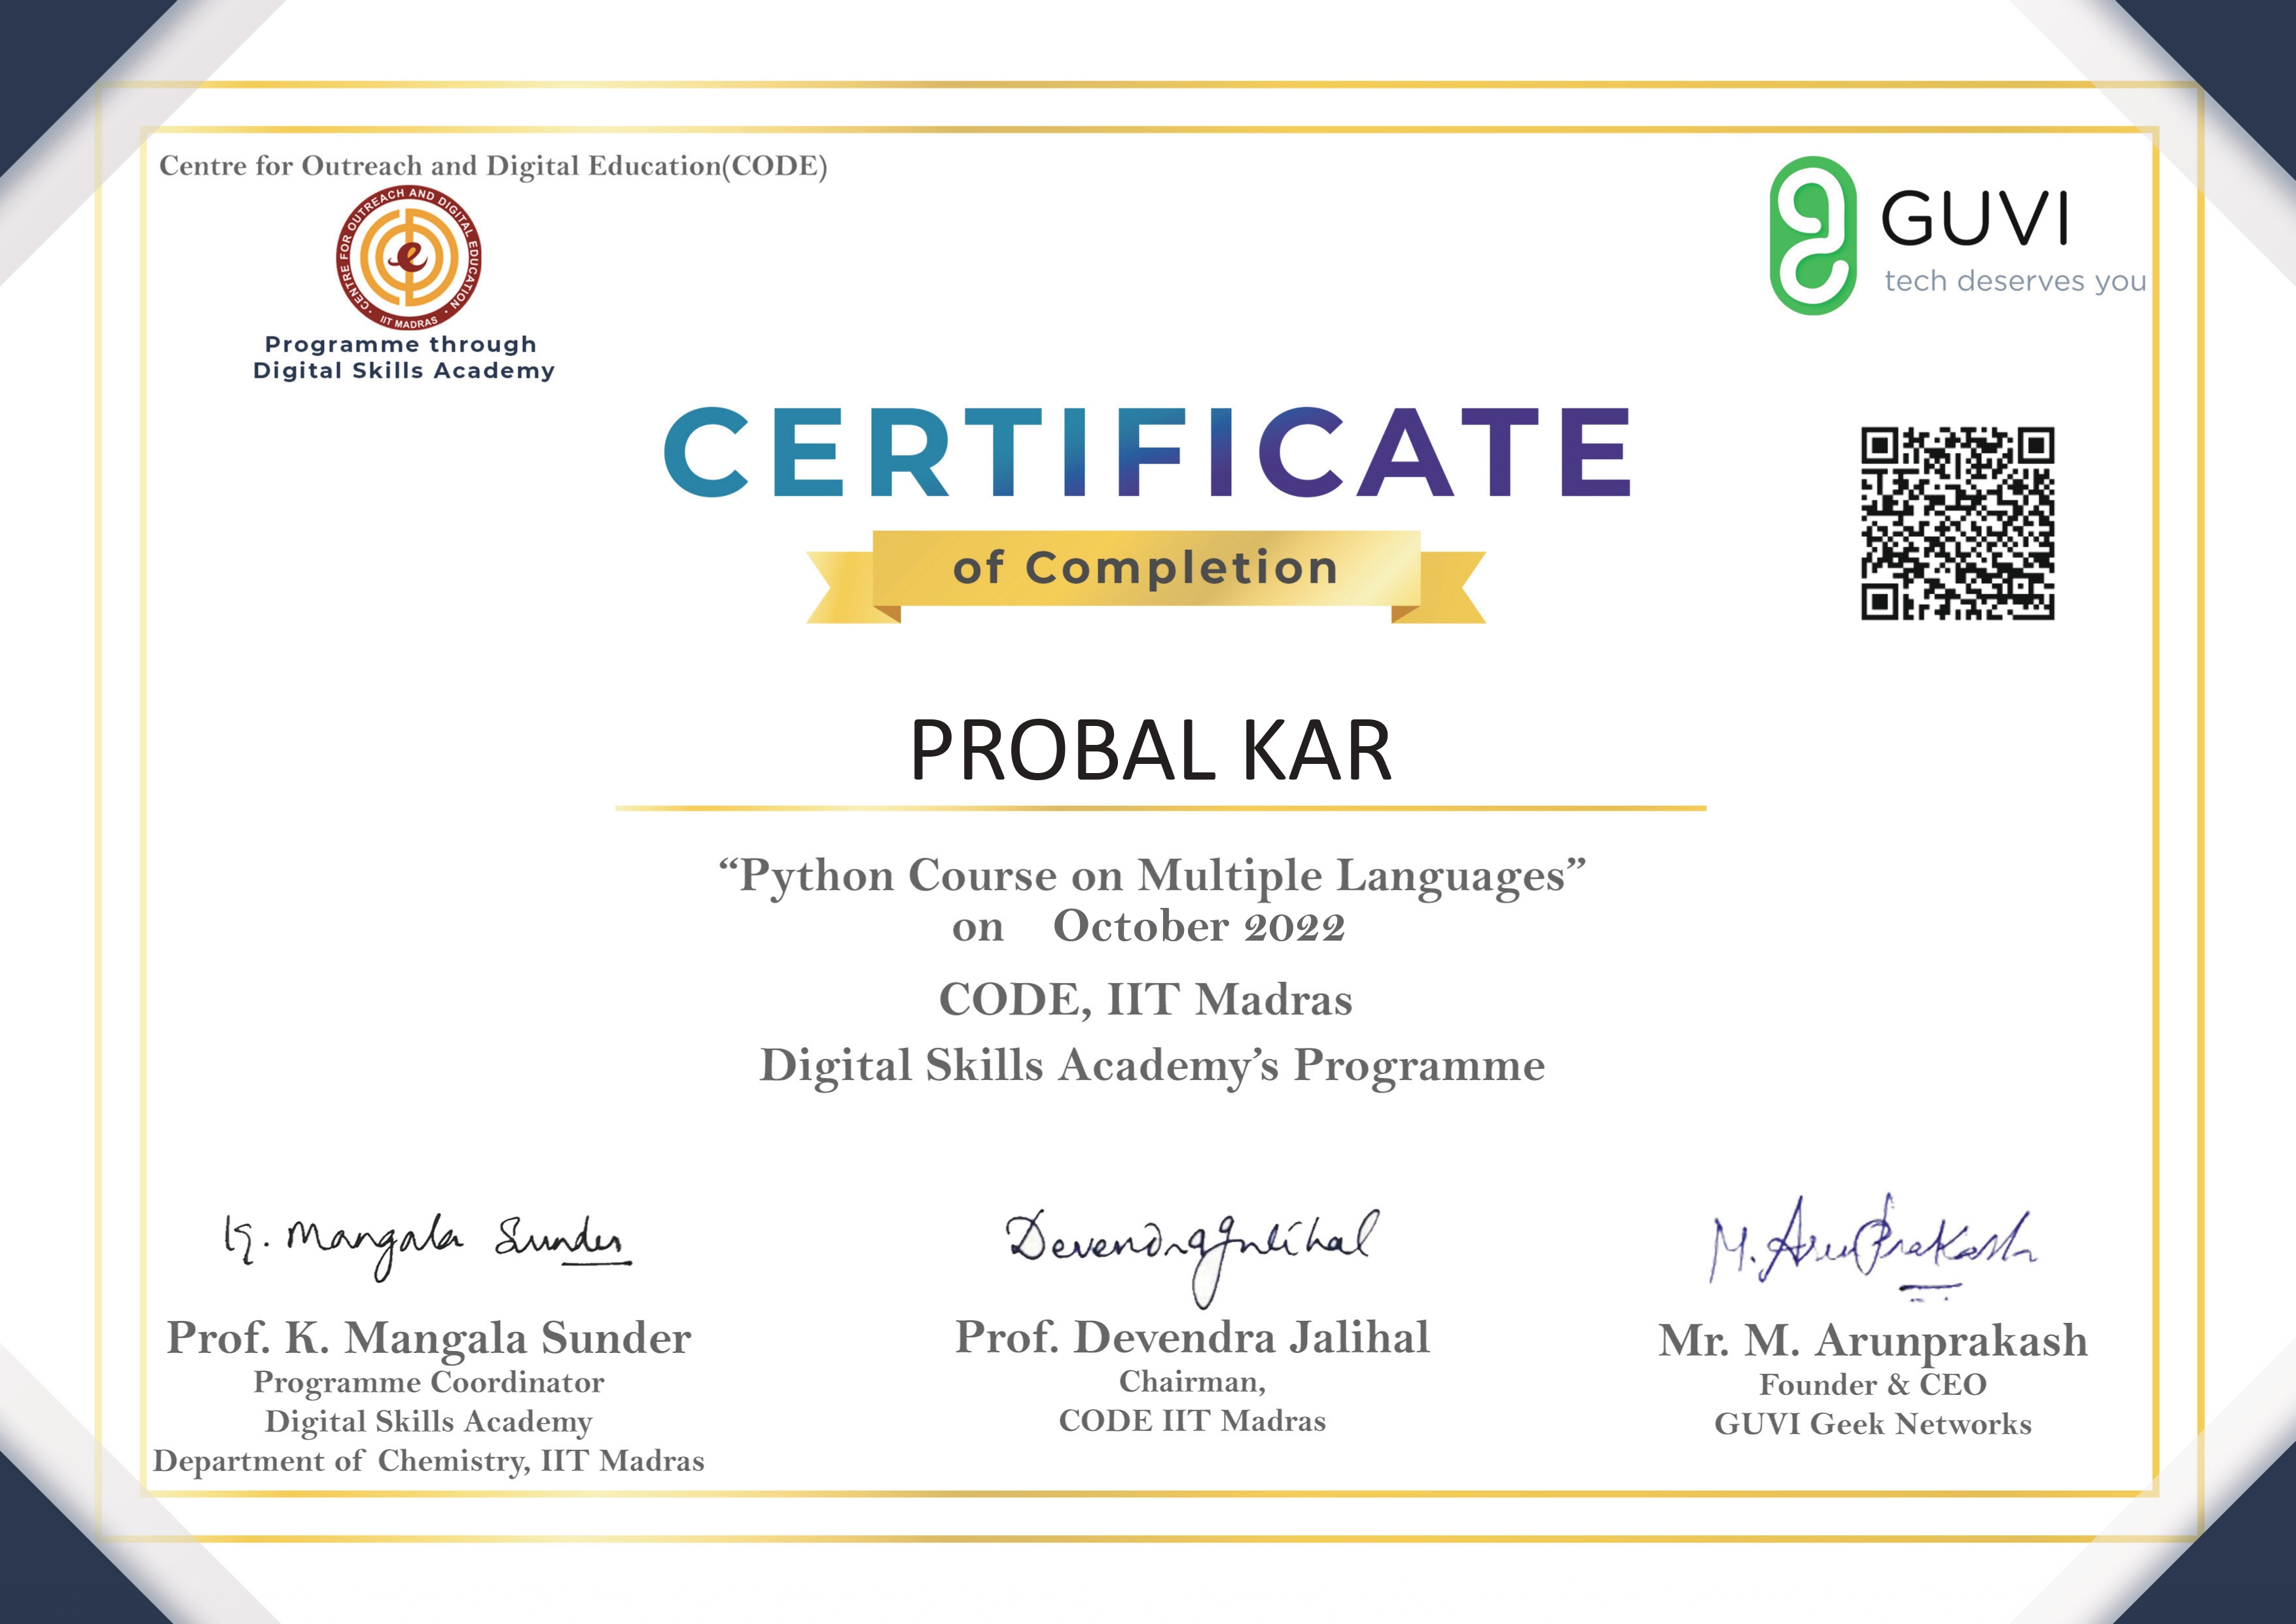 Centre for Outreach and Digital Education(CODE)
CENTRE FOR OUTREACH AND DIGITAL EDUCATION
IIT MADRAS
e
Programme through
Digital Skills Academy
GUVI
tech deserves you
CERTIFICATE
of Completion
PROBAL KAR
“Python Course on Multiple Languages”
on October 2022
CODE, IIT Madras
Digital Skills Academy’s Programme
K. Mangala Sunder
Devendra Jalihal
M. ArunPrakash
Prof. K. Mangala Sunder
Programme Coordinator
Digital Skills Academy
Department of Chemistry, IIT Madras
Prof. Devendra Jalihal
Chairman,
CODE IIT Madras
Mr. M. Arunprakash
Founder & CEO
GUVI Geek Networks